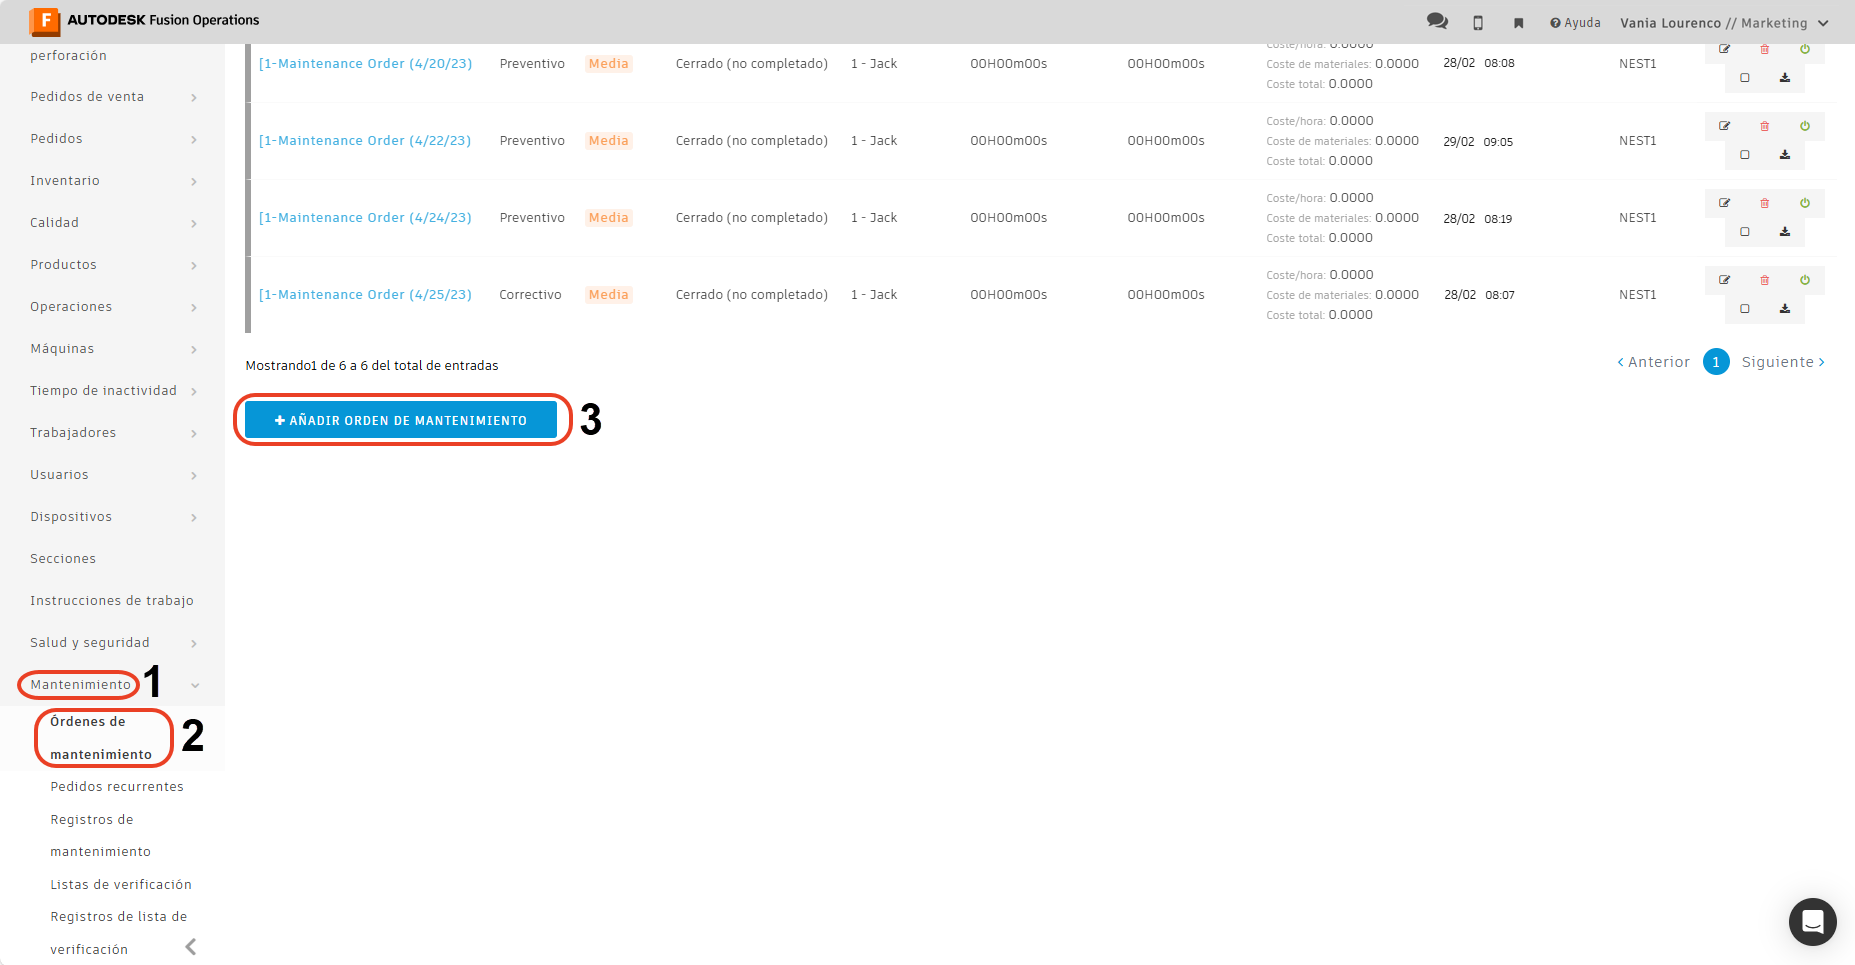 F AUTODESK Fusion Operations
Ayuda
Vania Lourenco // Marketing
perforación
Pedidos de venta
Pedidos
Inventario
Calidad
Productos
Operaciones
Máquinas
Tiempo de inactividad
Trabajadores
Usuarios
Dispositivos
Secciones
Instrucciones de trabajo
Salud y seguridad
Mantenimiento 1
Órdenes de
mantenimiento 2
Pedidos recurrentes
Registros de
mantenimiento
Listas de verificación
Registros de lista de
verificación
Coste/hora: 0.0000
[1-Maintenance Order (4/20/23) Preventivo Media Cerrado (no completado) 1 - Jack 00H00m00s 00H00m00s Coste de materiales: 0.0000 28/02 08:08 NEST1
Coste total: 0.0000
Coste/hora: 0.0000
[1-Maintenance Order (4/22/23) Preventivo Media Cerrado (no completado) 1 - Jack 00H00m00s 00H00m00s Coste de materiales: 0.0000 29/02 09:05 NEST1
Coste total: 0.0000
Coste/hora: 0.0000
[1-Maintenance Order (4/24/23) Preventivo Media Cerrado (no completado) 1 - Jack 00H00m00s 00H00m00s Coste de materiales: 0.0000 28/02 08:19 NEST1
Coste total: 0.0000
Coste/hora: 0.0000
[1-Maintenance Order (4/25/23) Correctivo Media Cerrado (no completado) 1 - Jack 00H00m00s 00H00m00s Coste de materiales: 0.0000 28/02 08:07 NEST1
Coste total: 0.0000
Mostrando1 de 6 a 6 del total de entradas
Anterior 1 Siguiente
AÑADIR ORDEN DE MANTENIMIENTO 3